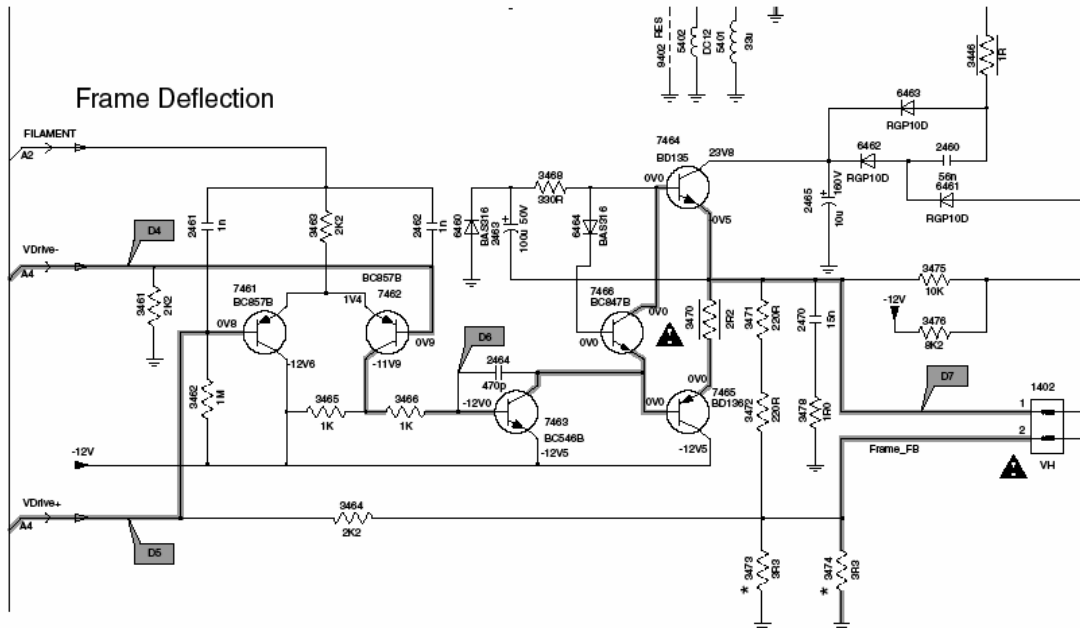 Frame Deflection
FILAMENT
A2
VDrive-
A4
D4
2461
1n
3463
2K2
2462
1n
3461
2K2
7461
BC857B
0V8
BC857B
7462
1V4
0V9
-12V6
-11V9
3462
1M
3465
1K
3466
1K
-12V
VDrive+
A4
D5
3464
2K2
D6
2464
470p
-12V0
7463
BC546B
-12V5
6460
BAS316
2463
100u
50V
3468
330R
6464
BAS316
7466
BC847B
0V0
0V0
9402
RES
5402
DC12
5401
33u
7464
BD135
0V0
23V8
0V5
3470
2R2
3471
220R
2470
15n
0V0
0V0
7465
BD136
-12V5
3472
220R
3478
1R0
3446
1R
6463
RGP10D
6462
RGP10D
2460
56n
6461
RGP10D
2465
160V
10u
3475
10K
-12V
3476
8K2
D7
1402
1
2
VH
Frame_FB
3473
3R3
*
3474
3R3
*